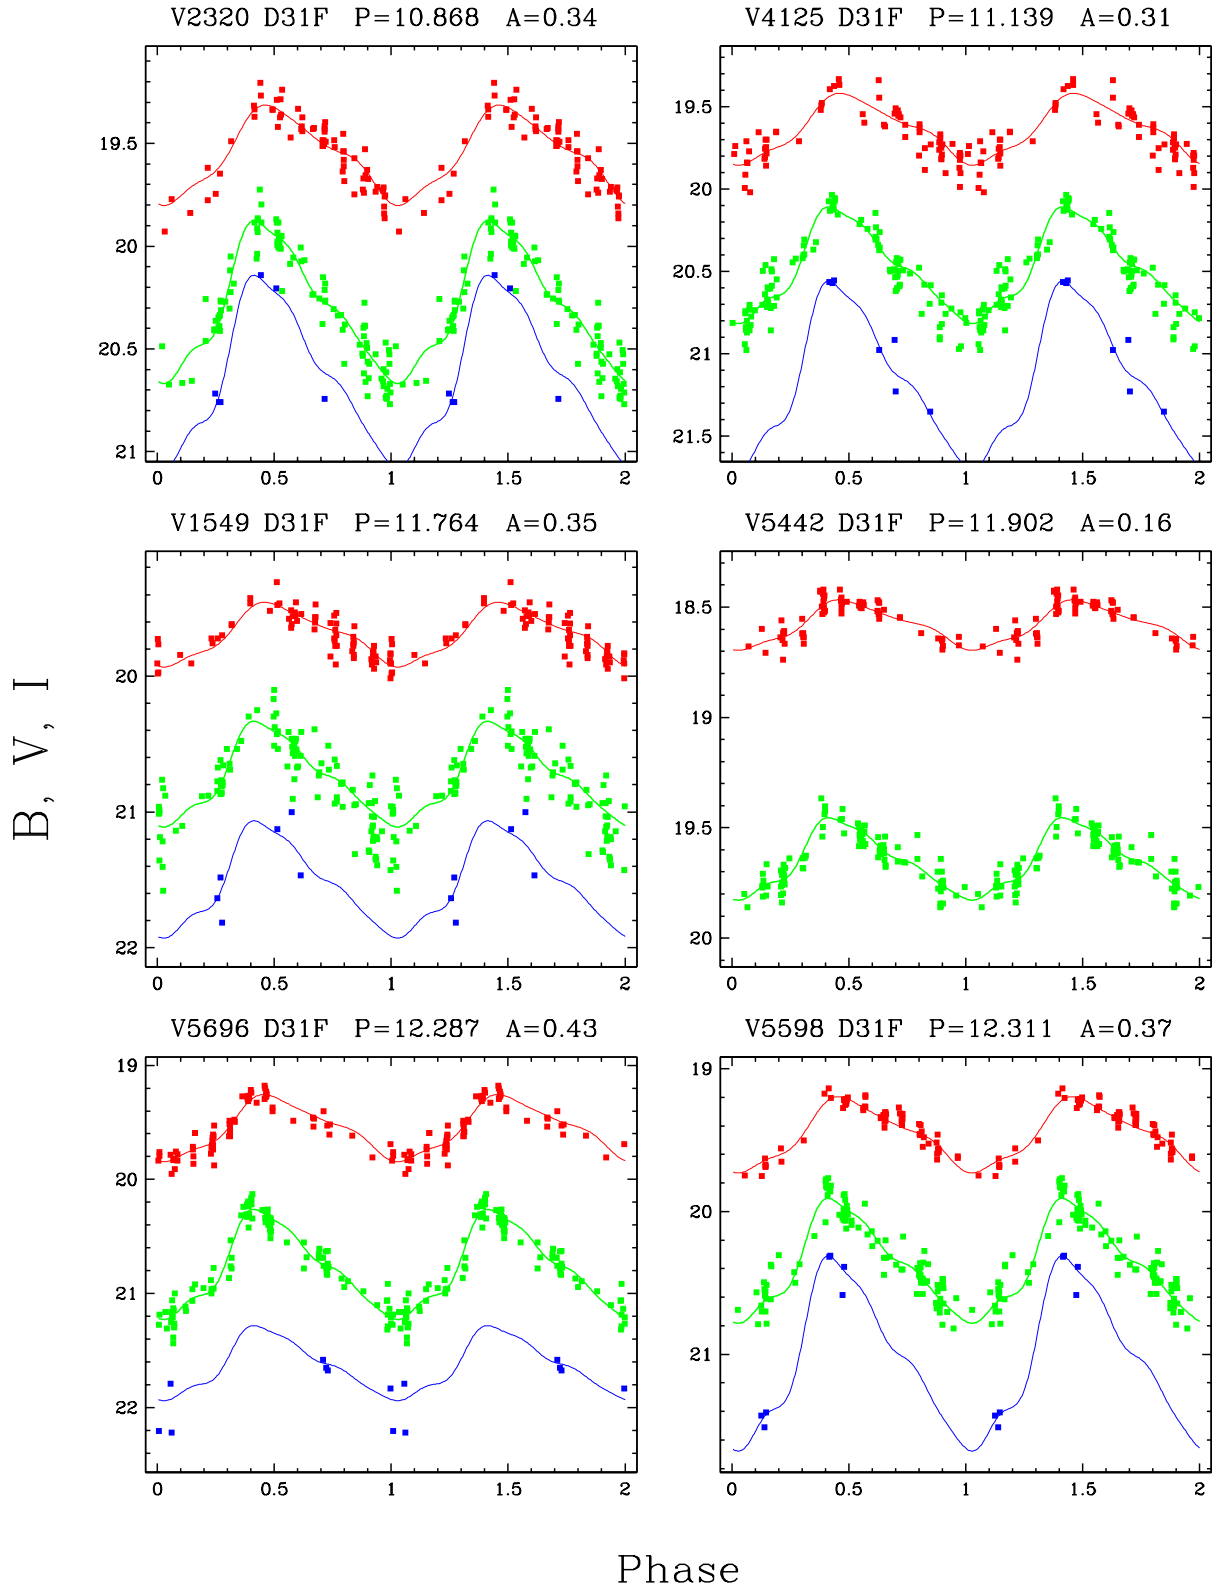 V2320 D31F P=10.868 A=0.34
19.5
20
20.5
21
0 0.5 1 1.5 2
V4125 D31F P=11.139 A=0.31
19.5
20
20.5
21
21.5
0 0.5 1 1.5 2
V1549 D31F P=11.764 A=0.35
20
21
22
0 0.5 1 1.5 2
V5442 D31F P=11.902 A=0.16
18.5
19
19.5
20
0 0.5 1 1.5 2
V5696 D31F P=12.287 A=0.43
19
20
21
22
0 0.5 1 1.5 2
V5598 D31F P=12.311 A=0.37
19
20
21
0 0.5 1 1.5 2
B, V, I
Phase